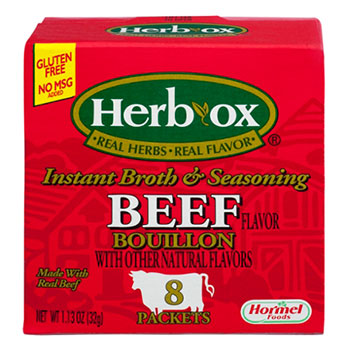 GLUTEN
FREE
NO MSG
ADDED
Herb ox
• REAL HERBS • REAL FLAVOR •
Instant Broth & Seasoning
BEEF FLAVOR
BOUILLON
WITH OTHER NATURAL FLAVORS
Made With
Real Beef
8
PACKETS
NET WT 1.13 OZ (32g)
Hormel
Foods